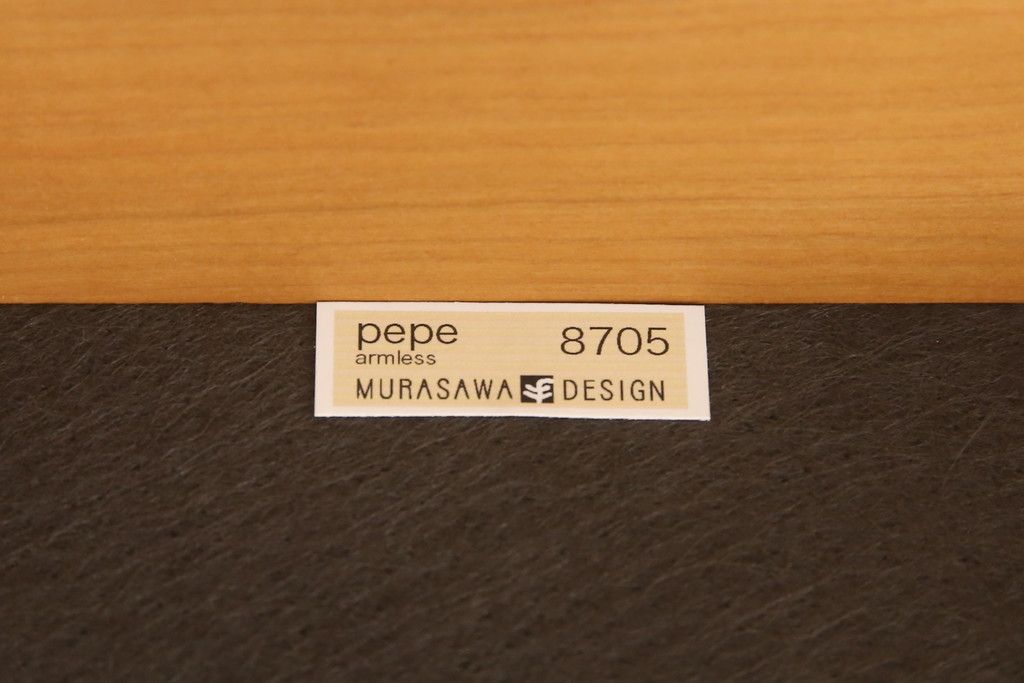 pepe 8705
armless
MURASAWA DESIGN